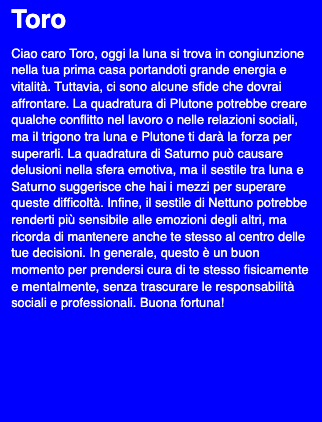 Toro
Ciao caro Toro, oggi la luna si trova in congiunzione
nella tua prima casa portandoti grande energia e
vitalità. Tuttavia, ci sono alcune sfide che dovrai
affrontare. La quadratura di Plutone potrebbe creare
qualche conflitto nel lavoro o nelle relazioni sociali,
ma il trigono tra luna e Plutone ti darà la forza per
superarli. La quadratura di Saturno può causare
delusioni nella sfera emotiva, ma il sestile tra luna e
Saturno suggerisce che hai i mezzi per superare
queste difficoltà. Infine, il sestile di Nettuno potrebbe
renderti più sensibile alle emozioni degli altri, ma
ricorda di mantenere anche te stesso al centro delle
tue decisioni. In generale, questo è un buon
momento per prendersi cura di te stesso fisicamente
e mentalmente, senza trascurare le responsabilità
sociali e professionali. Buona fortuna!